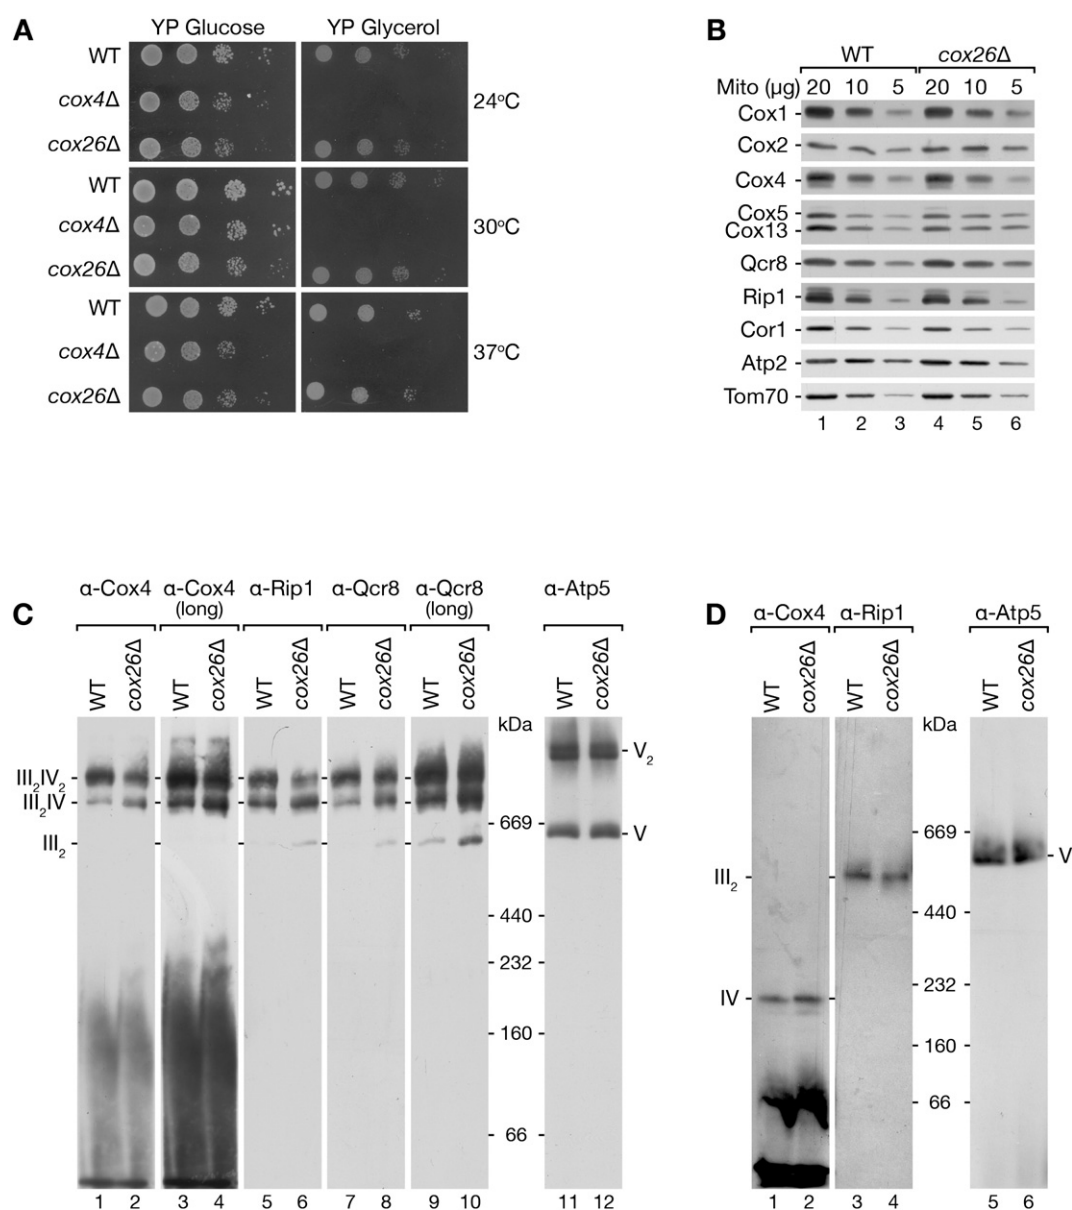 A
YP Glucose YP Glycerol
WT
cox4Δ
cox26Δ
24°C
WT
cox4Δ
cox26Δ
30°C
WT
cox4Δ
cox26Δ
37°C
B
WT cox26Δ
Mito (µg) 20 10 5 20 10 5
Cox1
Cox2
Cox4
Cox5
Cox13
Qcr8
Rip1
Cor1
Atp2
Tom70
1 2 3 4 5 6
C
α-Cox4 α-Cox4 (long) α-Rip1 α-Qcr8 α-Qcr8 (long) α-Atp5
WT cox26Δ WT cox26Δ WT cox26Δ WT cox26Δ WT cox26Δ WT cox26Δ
kDa
III₂IV₂
III₂IV
III₂
669
440
232
160
66
V₂
V
1 2 3 4 5 6 7 8 9 10 11 12
D
α-Cox4 α-Rip1 α-Atp5
WT cox26Δ WT cox26Δ WT cox26Δ
kDa
III₂
IV
669
440
232
160
66
V
1 2 3 4 5 6